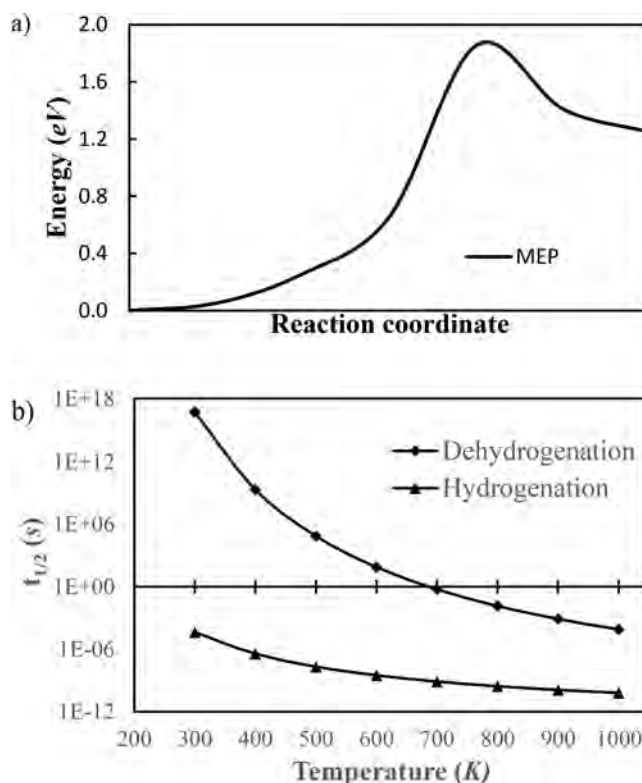 a)
2.0
1.6
1.2
0.8
0.4
0.0
Energy (eV)
MEP
Reaction coordinate
b)
1E+18
1E+12
1E+06
1E+00
1E-06
1E-12
t1/2 (s)
Dehydrogenation
Hydrogenation
200 300 400 500 600 700 800 900 1000
Temperature (K)